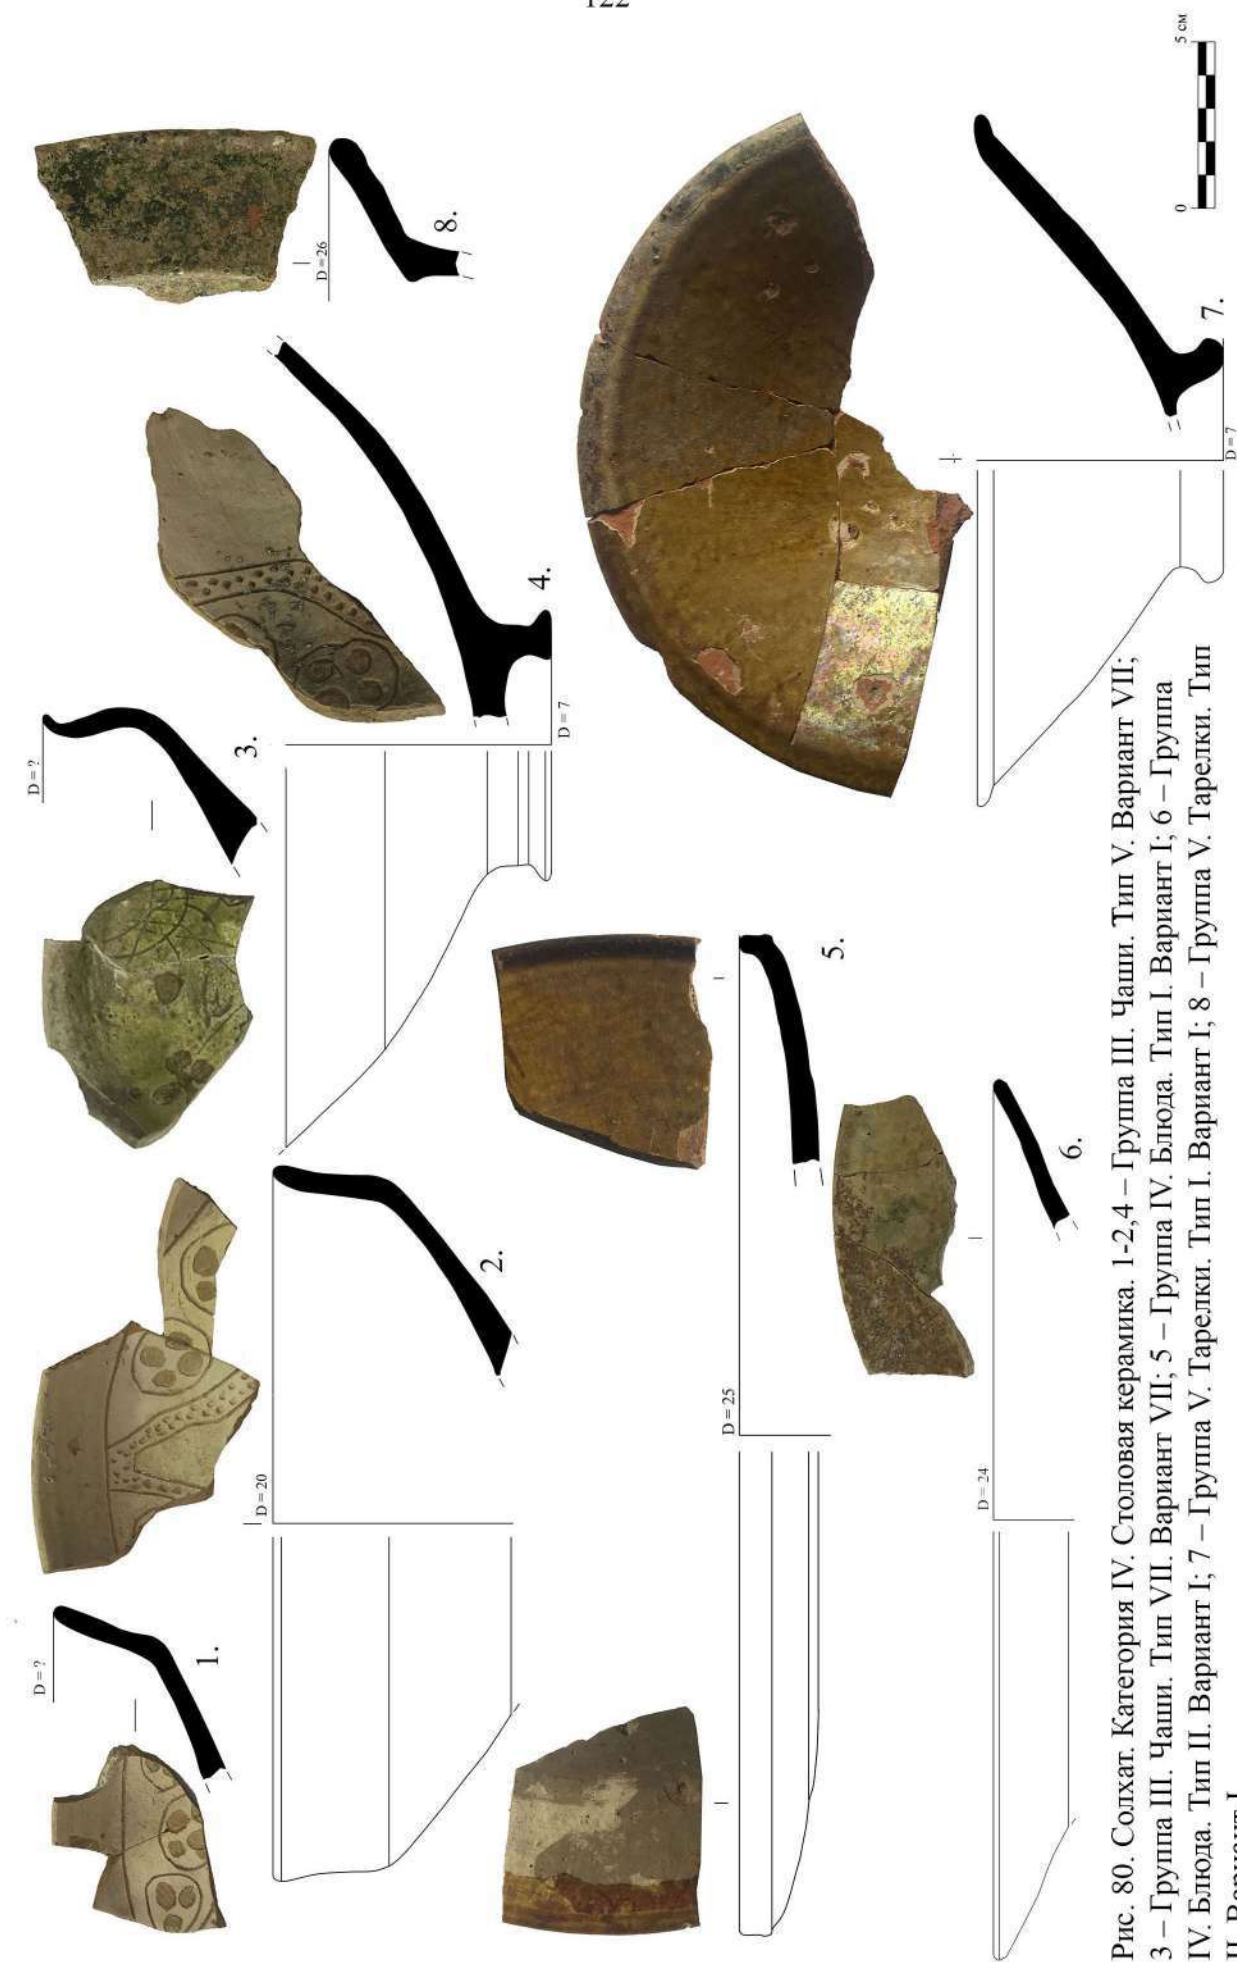 122
D = ?
1.
D = 20
2.
D = ?
3.
D = 7
4.
D = 26
8.
D = 25
5.
D = 24
6.
D = 7
7.
0 5 см
Рис. 80. Солхат. Категория IV. Столовая керамика. 1-2,4 – Группа III. Чаши. Тип V. Вариант VII;
3 – Группа III. Чаши. Тип VII. Вариант VII; 5 – Группа IV. Блюда. Тип I. Вариант I; 6 – Группа
IV. Блюда. Тип II. Вариант I; 7 – Группа V. Тарелки. Тип I. Вариант I; 8 – Группа V. Тарелки. Тип
II. Вариант I.